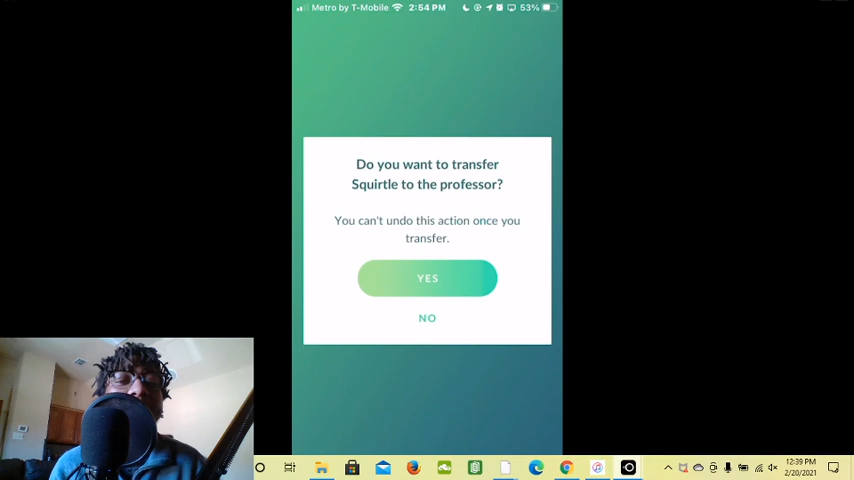 Metro by T-Mobile 2:54 PM 53%
Do you want to transfer
Squirtle to the professor?
You can't undo this action once you
transfer.
YES
NO
12:39 PM
2/20/2021